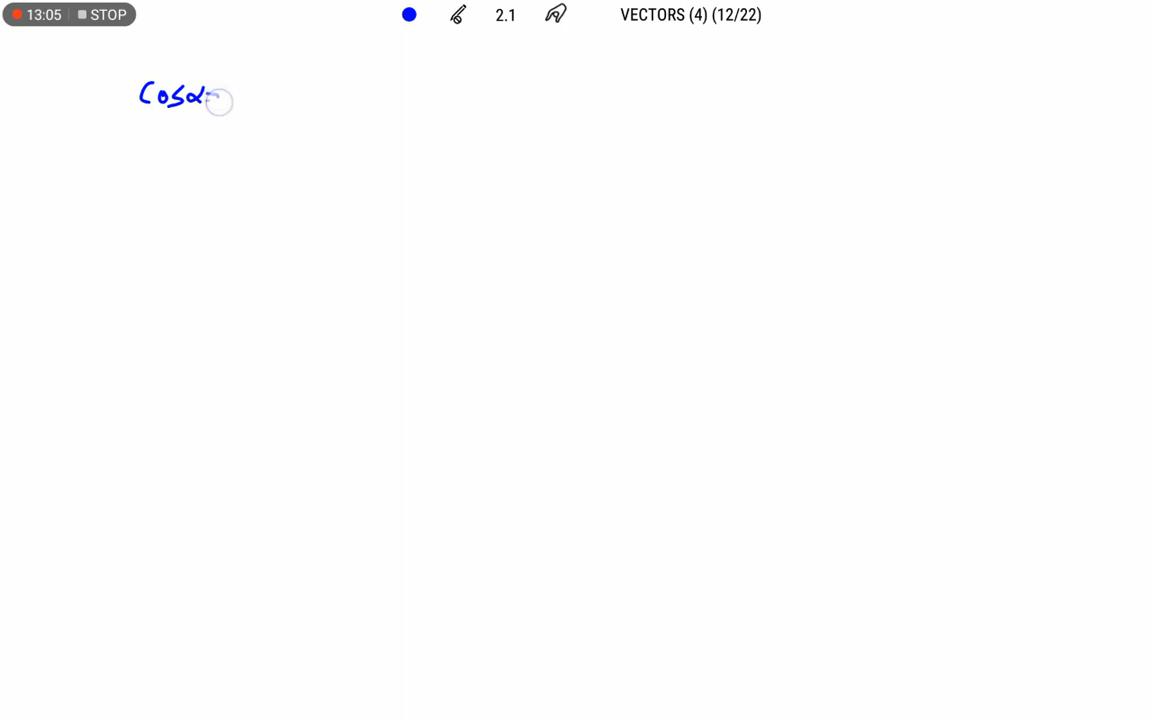 13:05 STOP 2.1 VECTORS (4) (12/22)
Cosα=